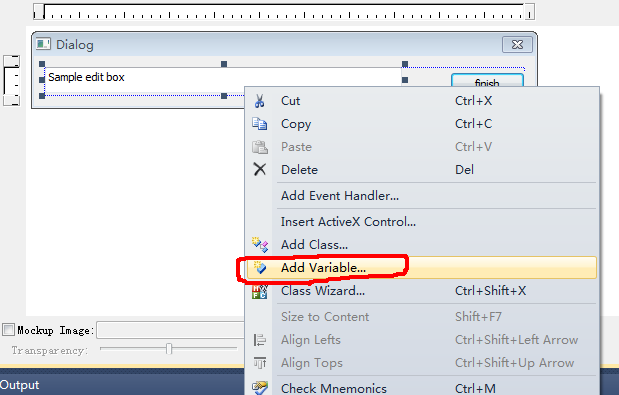 Dialog
Sample edit box
finish
Cut Ctrl+X
Copy Ctrl+C
Paste Ctrl+V
Delete Del
Add Event Handler...
Insert ActiveX Control...
Add Class...
Add Variable...
Class Wizard... Ctrl+Shift+X
Size to Content Shift+F7
Align Lefts Ctrl+Shift+Left Arrow
Align Tops Ctrl+Shift+Up Arrow
Check Mnemonics Ctrl+M
Mockup Image:
Transparency:
Output